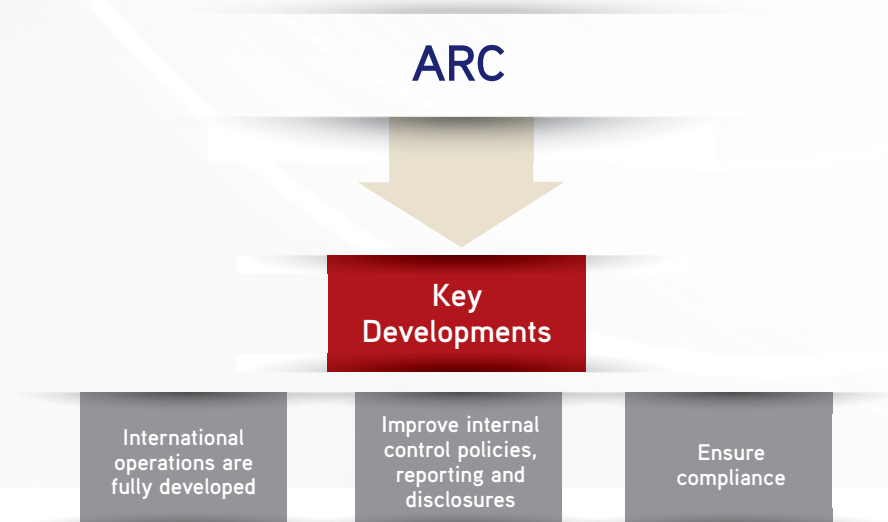 ARC
Key
Developments
International
operations are
fully developed
Improve internal
control policies,
reporting and
disclosures
Ensure
compliance